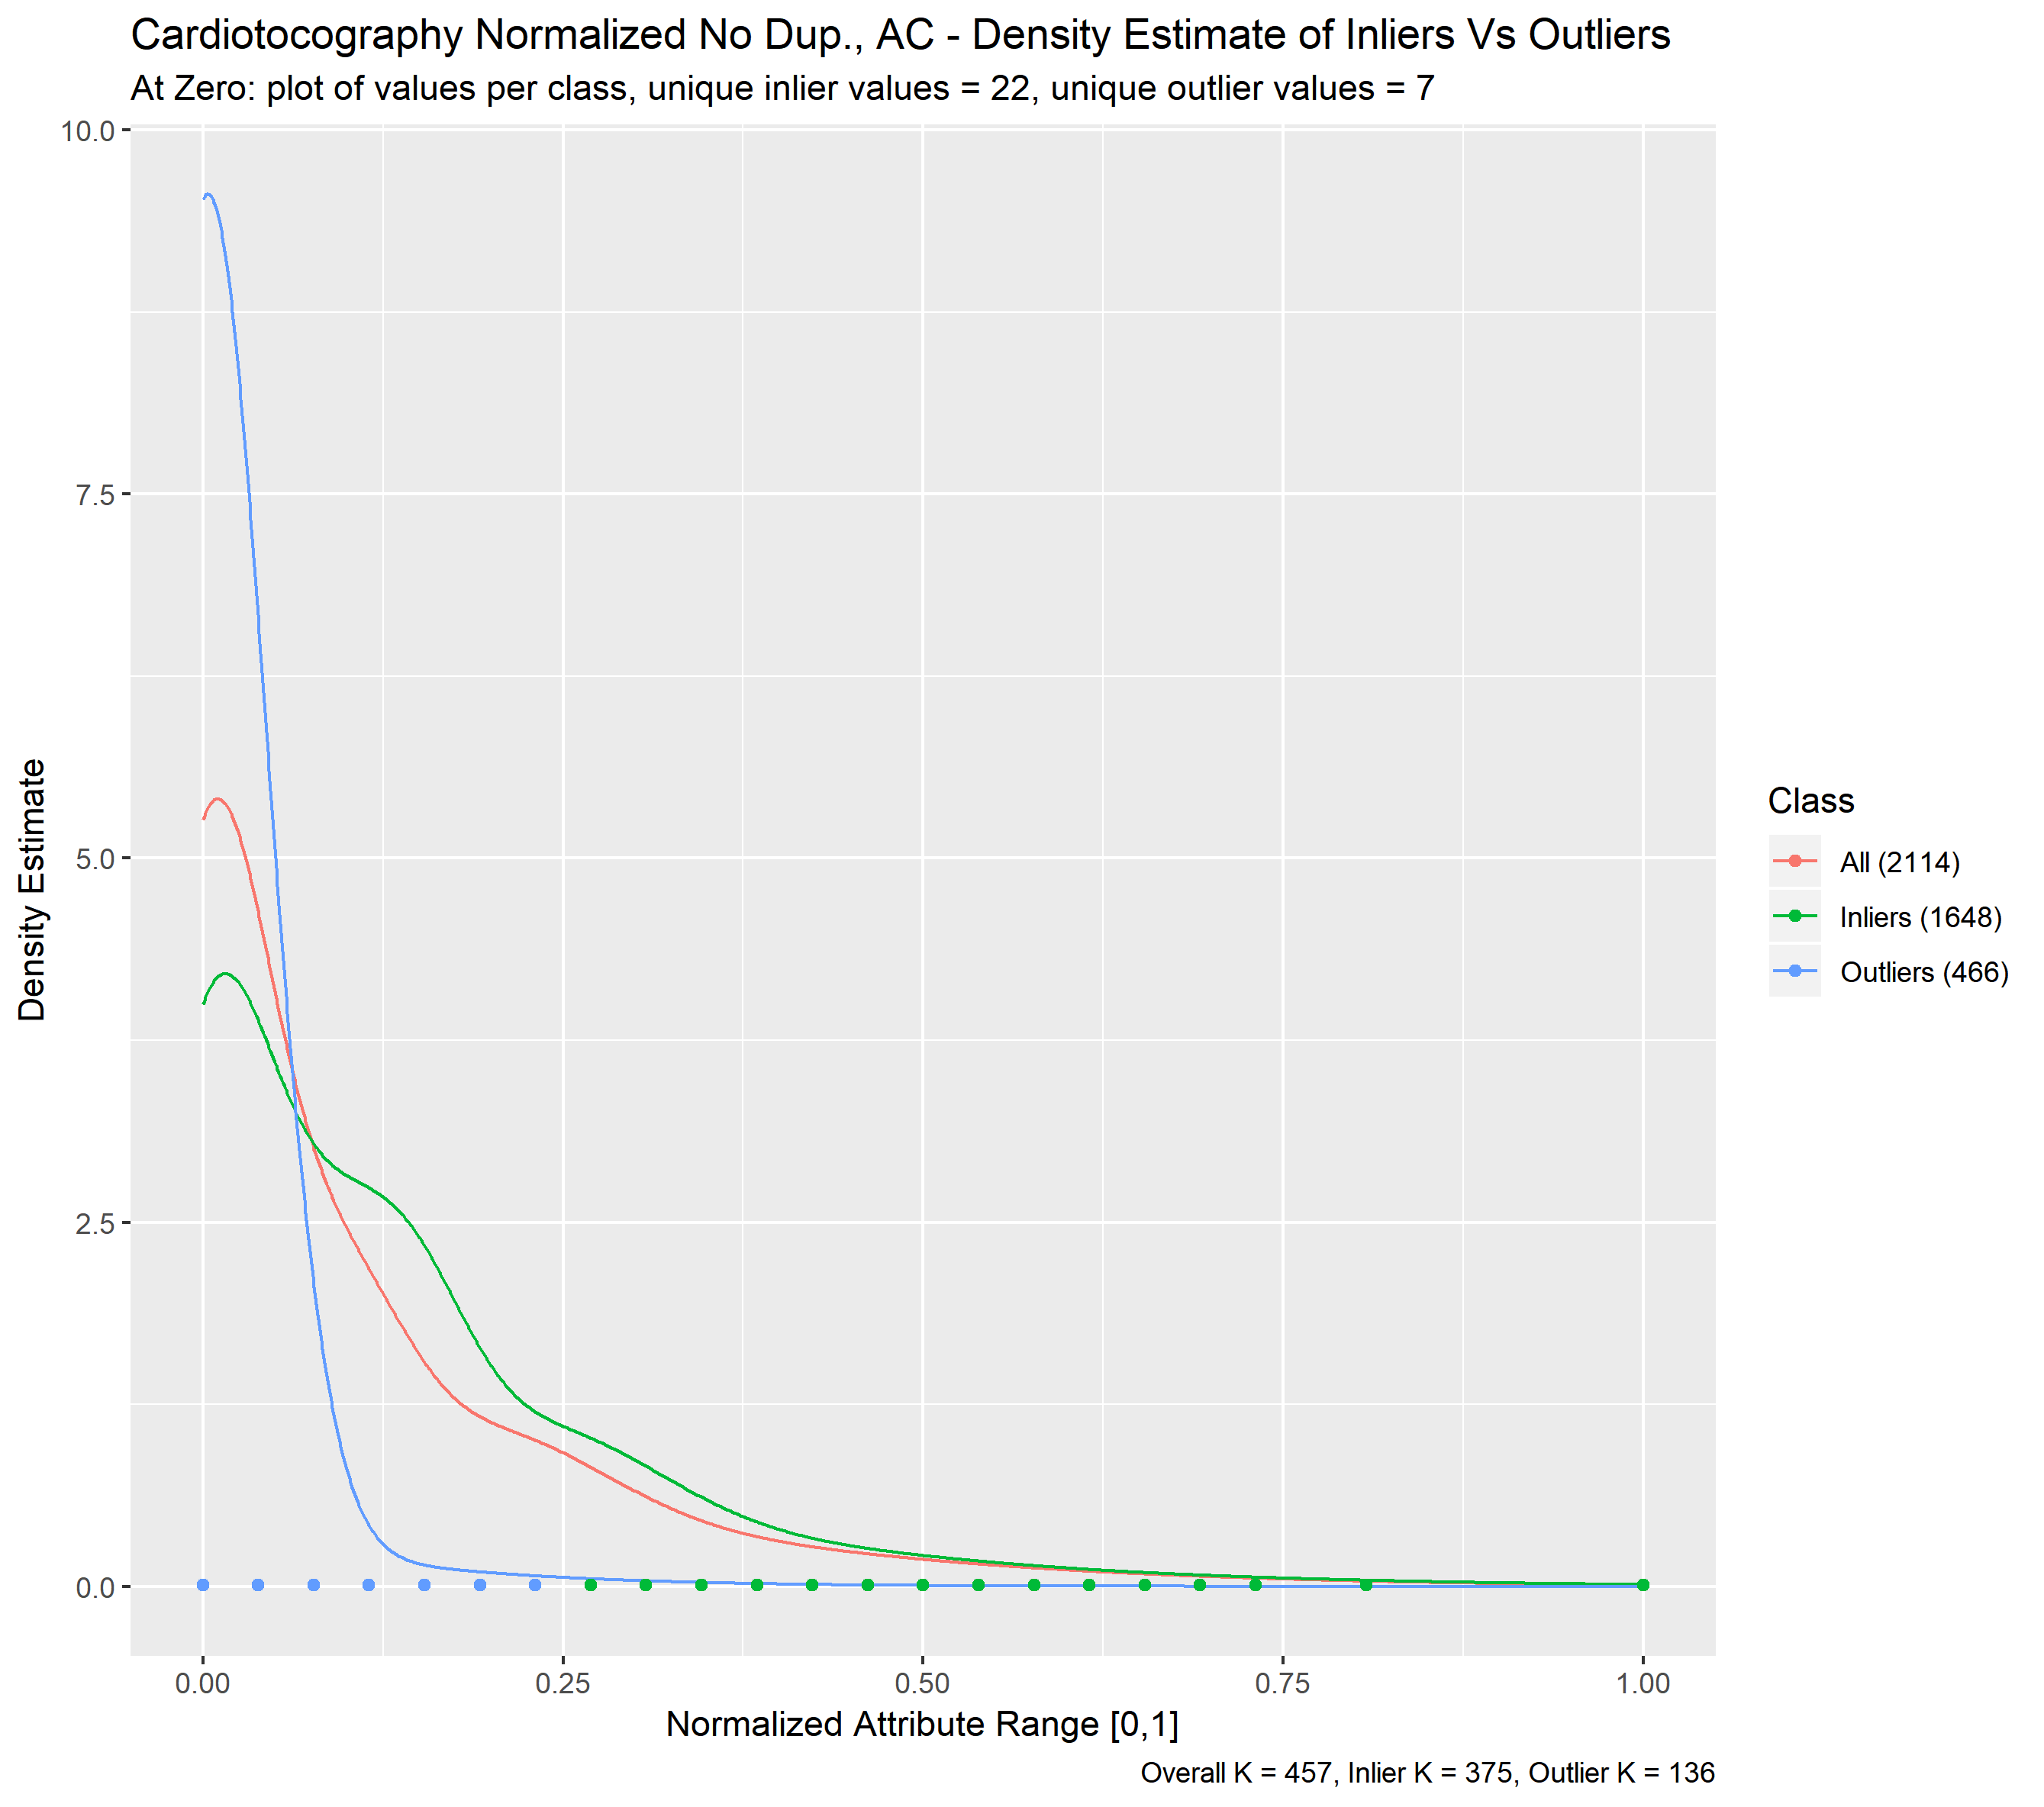 Cardiotocography Normalized No Dup., AC - Density Estimate of Inliers Vs Outliers
At Zero: plot of values per class, unique inlier values = 22, unique outlier values = 7
10.0
7.5
5.0
2.5
0.0
Density Estimate
0.00 0.25 0.50 0.75 1.00
Normalized Attribute Range [0,1]
Overall K = 457, Inlier K = 375, Outlier K = 136
Class
All (2114)
Inliers (1648)
Outliers (466)